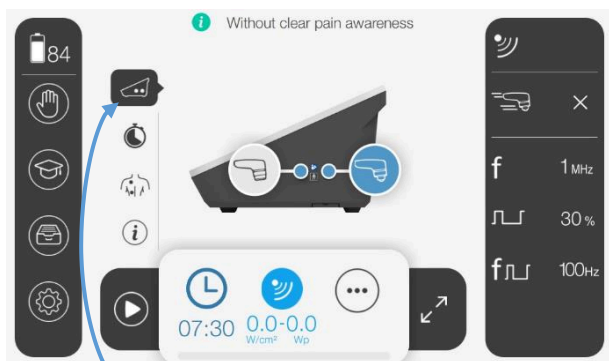 Without clear pain awareness
84
f 1 MHz
30 %
f 100Hz
i
07:30 0.0-0.0
W/cm² Wp